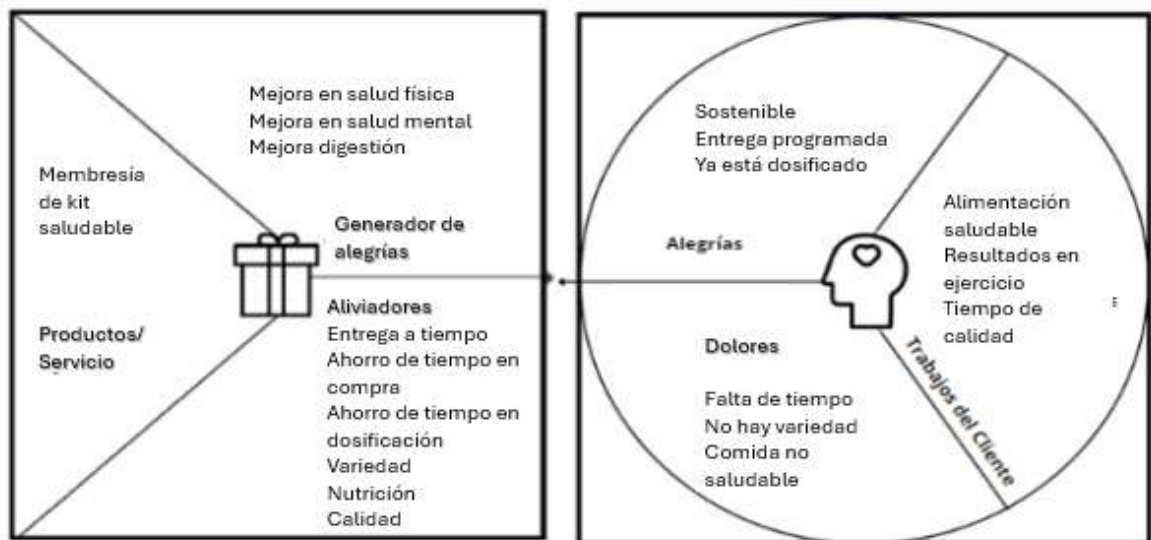 Mejora en salud física
Mejora en salud mental
Mejora digestión
Membresía
de kit
saludable
Generador de
alegrías
Productos/
Servicio
Aliviadores
Entrega a tiempo
Ahorro de tiempo en
compra
Ahorro de tiempo en
dosificación
Variedad
Nutrición
Calidad
Sostenible
Entrega programada
Ya está dosificado
Alegrías
Alimentación
saludable
Resultados en
ejercicio
Tiempo de
calidad
Dolores
Falta de tiempo
No hay variedad
Comida no
saludable
Trabajos del Cliente